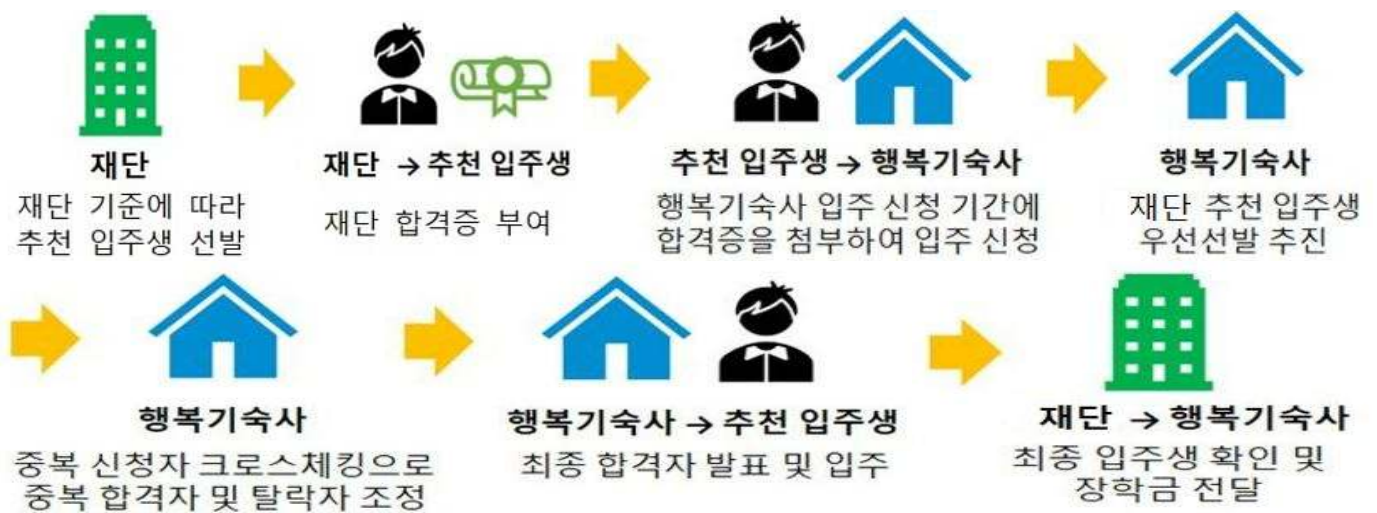 재단
재단 기준에 따라
추천 입주생 선발
재단 → 추천 입주생
재단 합격증 부여
추천 입주생 → 행복기숙사
행복기숙사 입주 신청 기간에
합격증을 첨부하여 입주 신청
행복기숙사
재단 추천 입주생
우선선발 추진
행복기숙사
중복 신청자 크로스체킹으로
중복 합격자 및 탈락자 조정
행복기숙사 → 추천 입주생
최종 합격자 발표 및 입주
재단 → 행복기숙사
최종 입주생 확인 및
장학금 전달